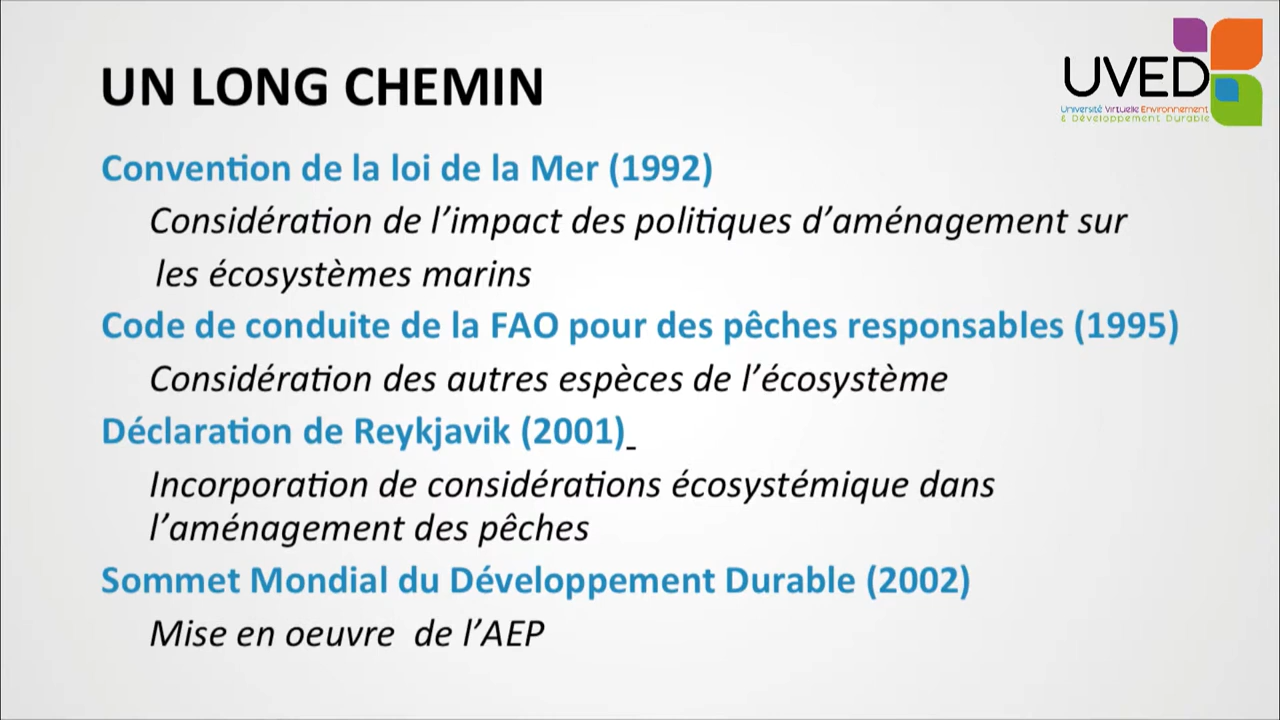 UN LONG CHEMIN
UVED
Université Virtuelle Environnement
& Développement Durable
Convention de la loi de la Mer (1992)
Considération de l’impact des politiques d’aménagement sur
les écosystèmes marins
Code de conduite de la FAO pour des pêches responsables (1995)
Considération des autres espèces de l’écosystème
Déclaration de Reykjavik (2001)
Incorporation de considérations écosystémique dans
l’aménagement des pêches
Sommet Mondial du Développement Durable (2002)
Mise en oeuvre de l’AEP